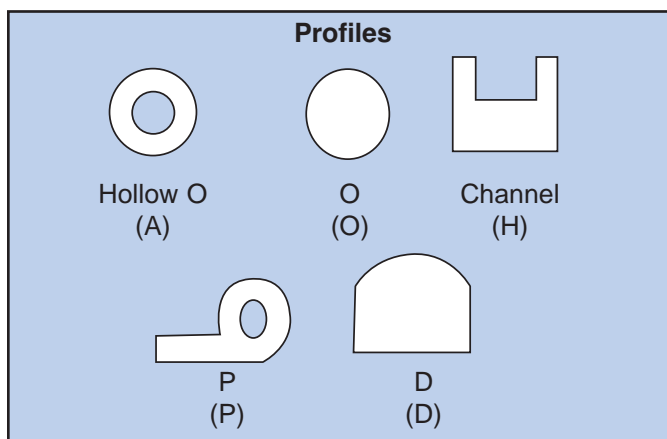 Profiles
Hollow O
(A)
O
(O)
Channel
(H)
P
(P)
D
(D)